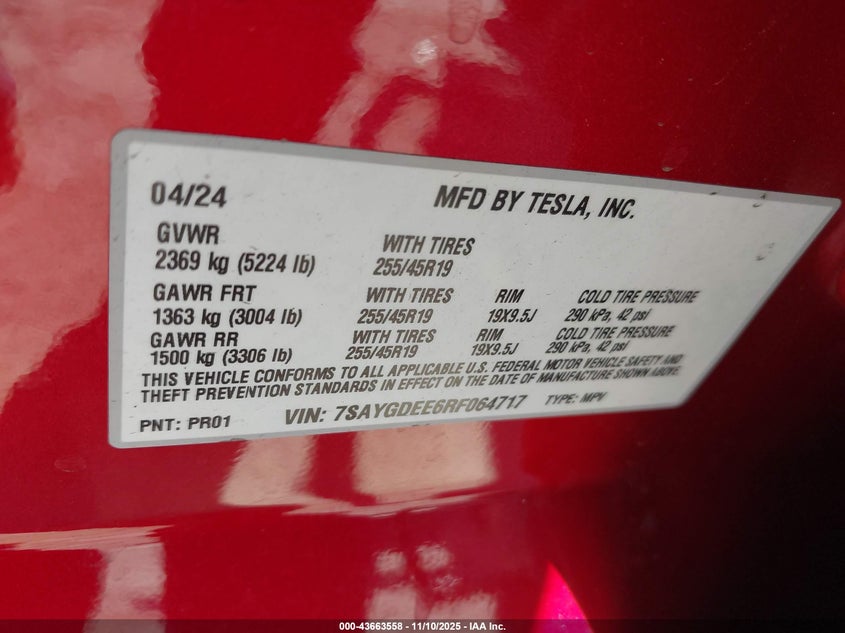 04/24 MFD BY TESLA, INC.
GVWR WITH TIRES
2369 kg (5224 lb) 255/45R19
GAWR FRT WITH TIRES RIM COLD TIRE PRESSURE
1363 kg (3004 lb) 255/45R19 19X9.5J 290 kPa, 42 psi
GAWR RR WITH TIRES RIM COLD TIRE PRESSURE
1500 kg (3306 lb) 255/45R19 19X9.5J 290 kPa, 42 psi
THIS VEHICLE CONFORMS TO ALL APPLICABLE U.S. FEDERAL MOTOR VEHICLE SAFETY AND
THEFT PREVENTION STANDARDS IN EFFECT ON THE DATE OF MANUFACTURE SHOWN ABOVE.
PNT: PR01 VIN: 7SAYGDEE6RF064717 TYPE: MPV
000-43663558 - 11/10/2025 - IAA Inc.